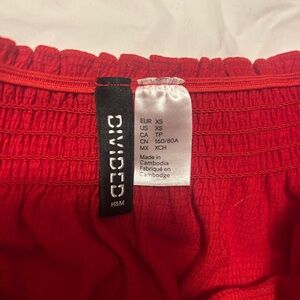 DIVIDED
H&M
EUR XS
US XS
CA TP
CN 160/80A
MX XCH
Made in
Cambodia
Fabriqué en
Cambodge